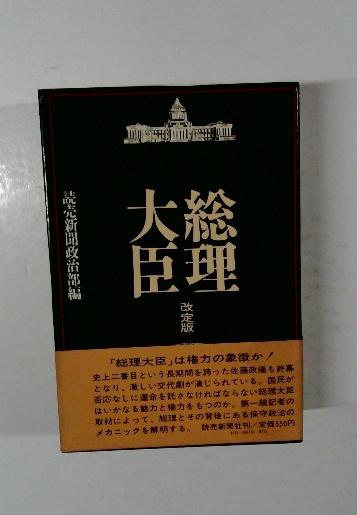 総理
大臣
改定版
読売新聞政治部編
「総理大臣」は権力の象徴か!
史上二番目という長期間を誇った佐藤政権も終幕
となり、激しい交代劇が演じられている。国民が
否応なしに運命を託さなければならない総理大臣
はいかなる魅力と権力をもつのか。第一線記者の
取材によって、総理とその背後にある保守政治の
メカニックを解明する。 読売新聞社刊/定価550円